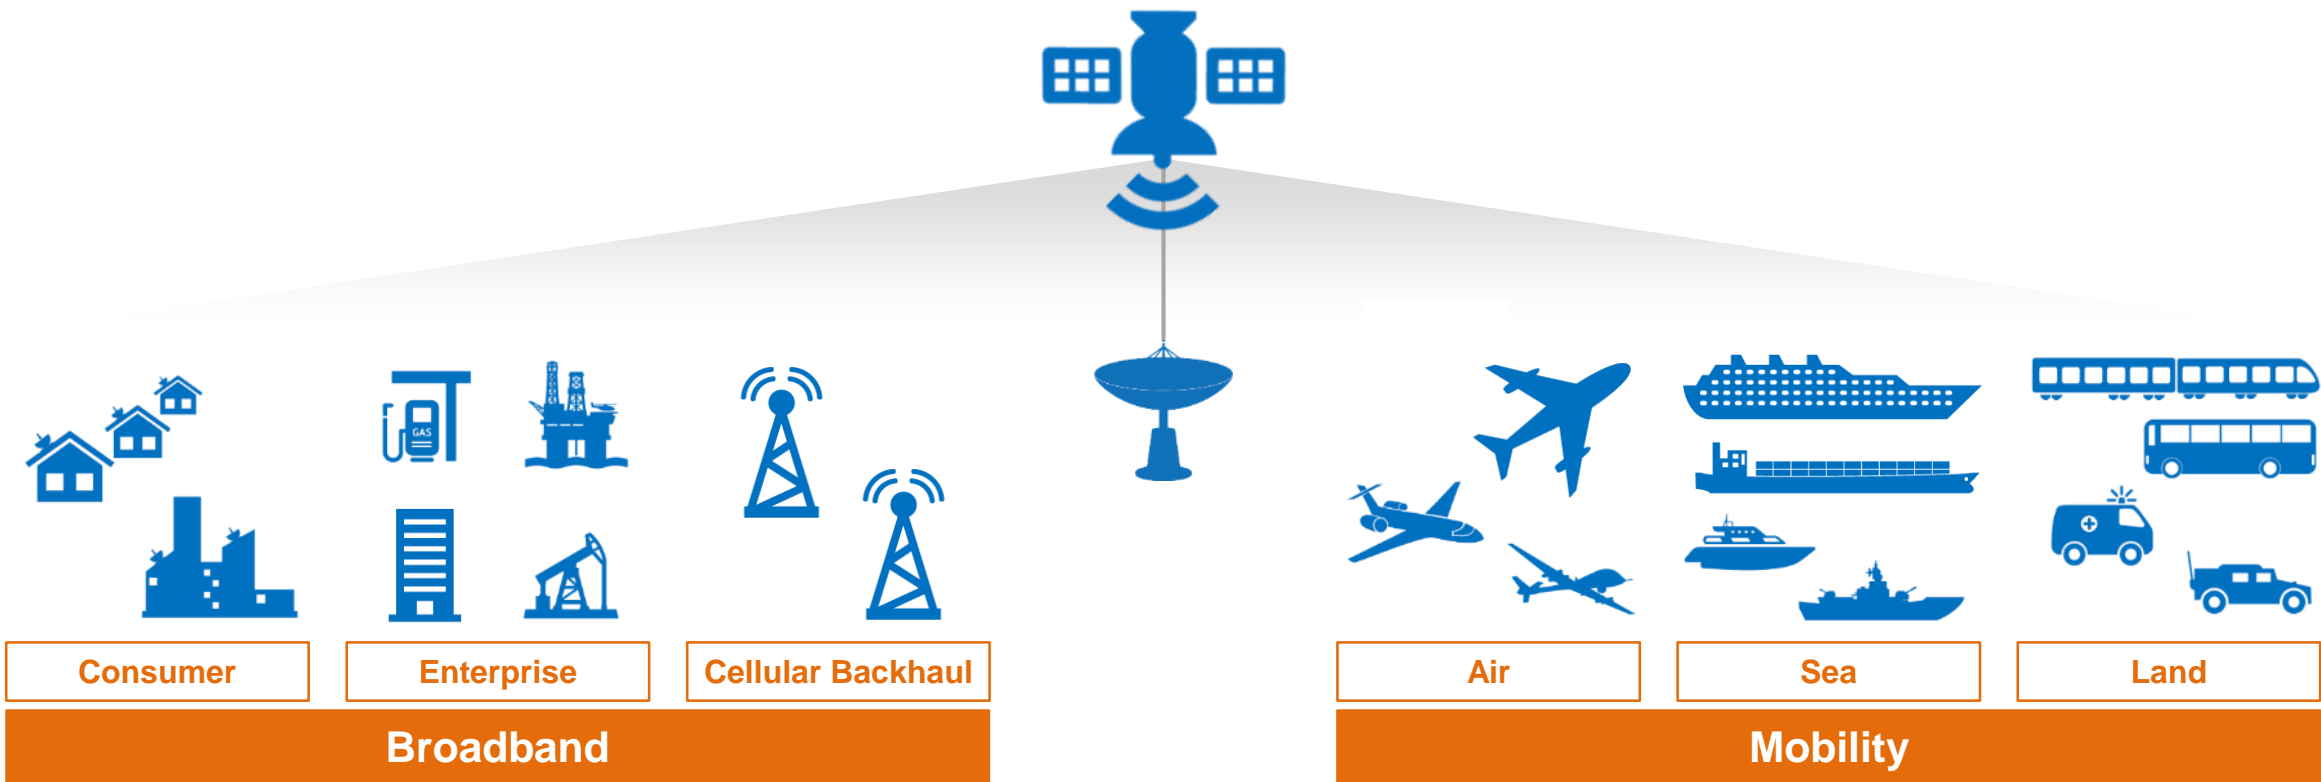 GAS
Consumer
Enterprise
Cellular Backhaul
Air
Sea
Land
Broadband
Mobility